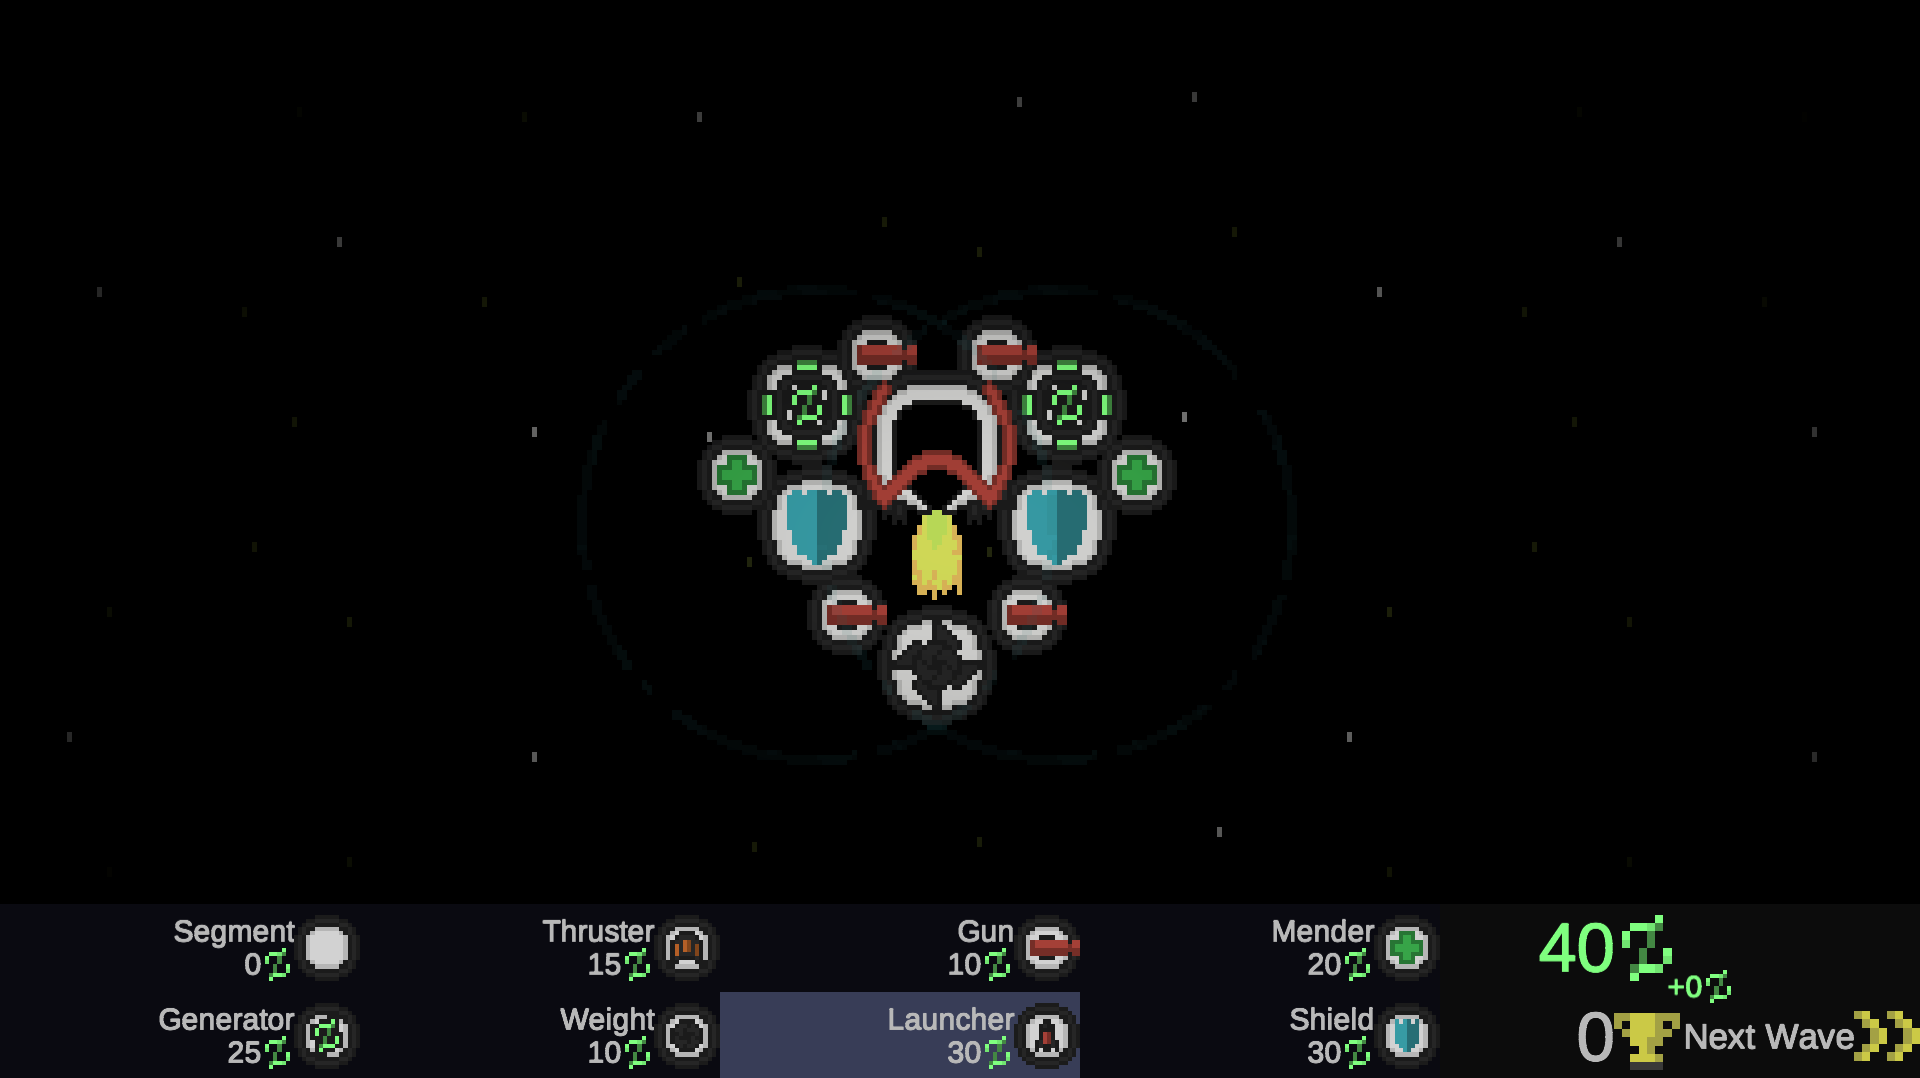 Segment
0
Thruster
15
Gun
10
Mender
20
40
+0
Generator
25
Weight
10
Launcher
30
Shield
30
0
Next Wave